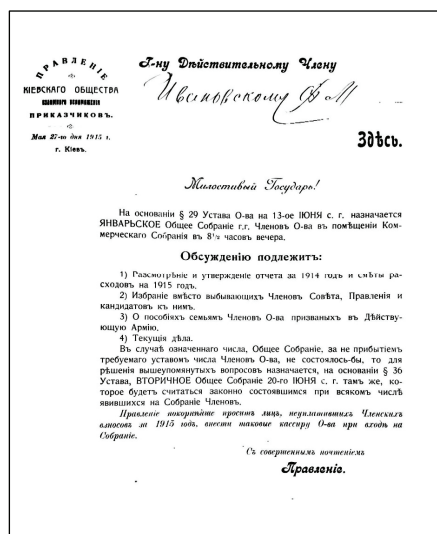 ПРАВЛЕНІЕ
КІЕВСКАГО ОБЩЕСТВА
ВЗАИМНАГО ВСПОМОЖЕНІЯ
ПРИКАЗЧИКОВЪ.
Мая 27-го дня 1915 г.
г. Кіевъ.
Г-ну Дѣйствительному Члену
Ивановскому Ф М
Здѣсь.
Милостивый Государь!
На основаніи § 29 Устава О-ва на 13-ое ІЮНЯ с. г. назначается
ЯНВАРЬСКОЕ Общее Собраніе г.г. Членовъ О-ва въ помѣщеніи Ком-
мерческаго Собранія въ 8½ часовъ вечера.
Обсужденію подлежитъ:
1) Разсмотрѣніе и утвержденіе отчета за 1914 годъ и смѣты ра-
сходовъ на 1915 годъ.
2) Избраніе вмѣсто выбывающихъ Членовъ Совѣта, Правленія и
кандидатовъ къ нимъ.
3) О пособіяхъ семьямъ Членовъ О-ва призваныхъ въ Дѣйству-
ющую Армію.
4) Текущія дѣла.
Въ случаѣ означеннаго числа, Общее Собраніе, за не прибытіемъ
требуемаго уставомъ числа Членовъ О-ва, не состоялось-бы, то для
рѣшенія вышеупомянутыхъ вопросовъ назначается, на основаніи § 36
Устава, ВТОРИЧНОЕ Общее Собраніе 20-го ІЮНЯ с. г. тамъ же, ко-
торое будетъ считаться законно состоявшимся при всякомъ числѣ
явившихся на Собраніе Членовъ.
Правленіе покорнѣйше проситъ лицъ, неуплатившихъ Членскихъ
взносовъ за 1915 годъ, внести таковые кассиру О-ва при входѣ на
Собраніе.
Съ совершеннымъ почтеніемъ
Правленіе.